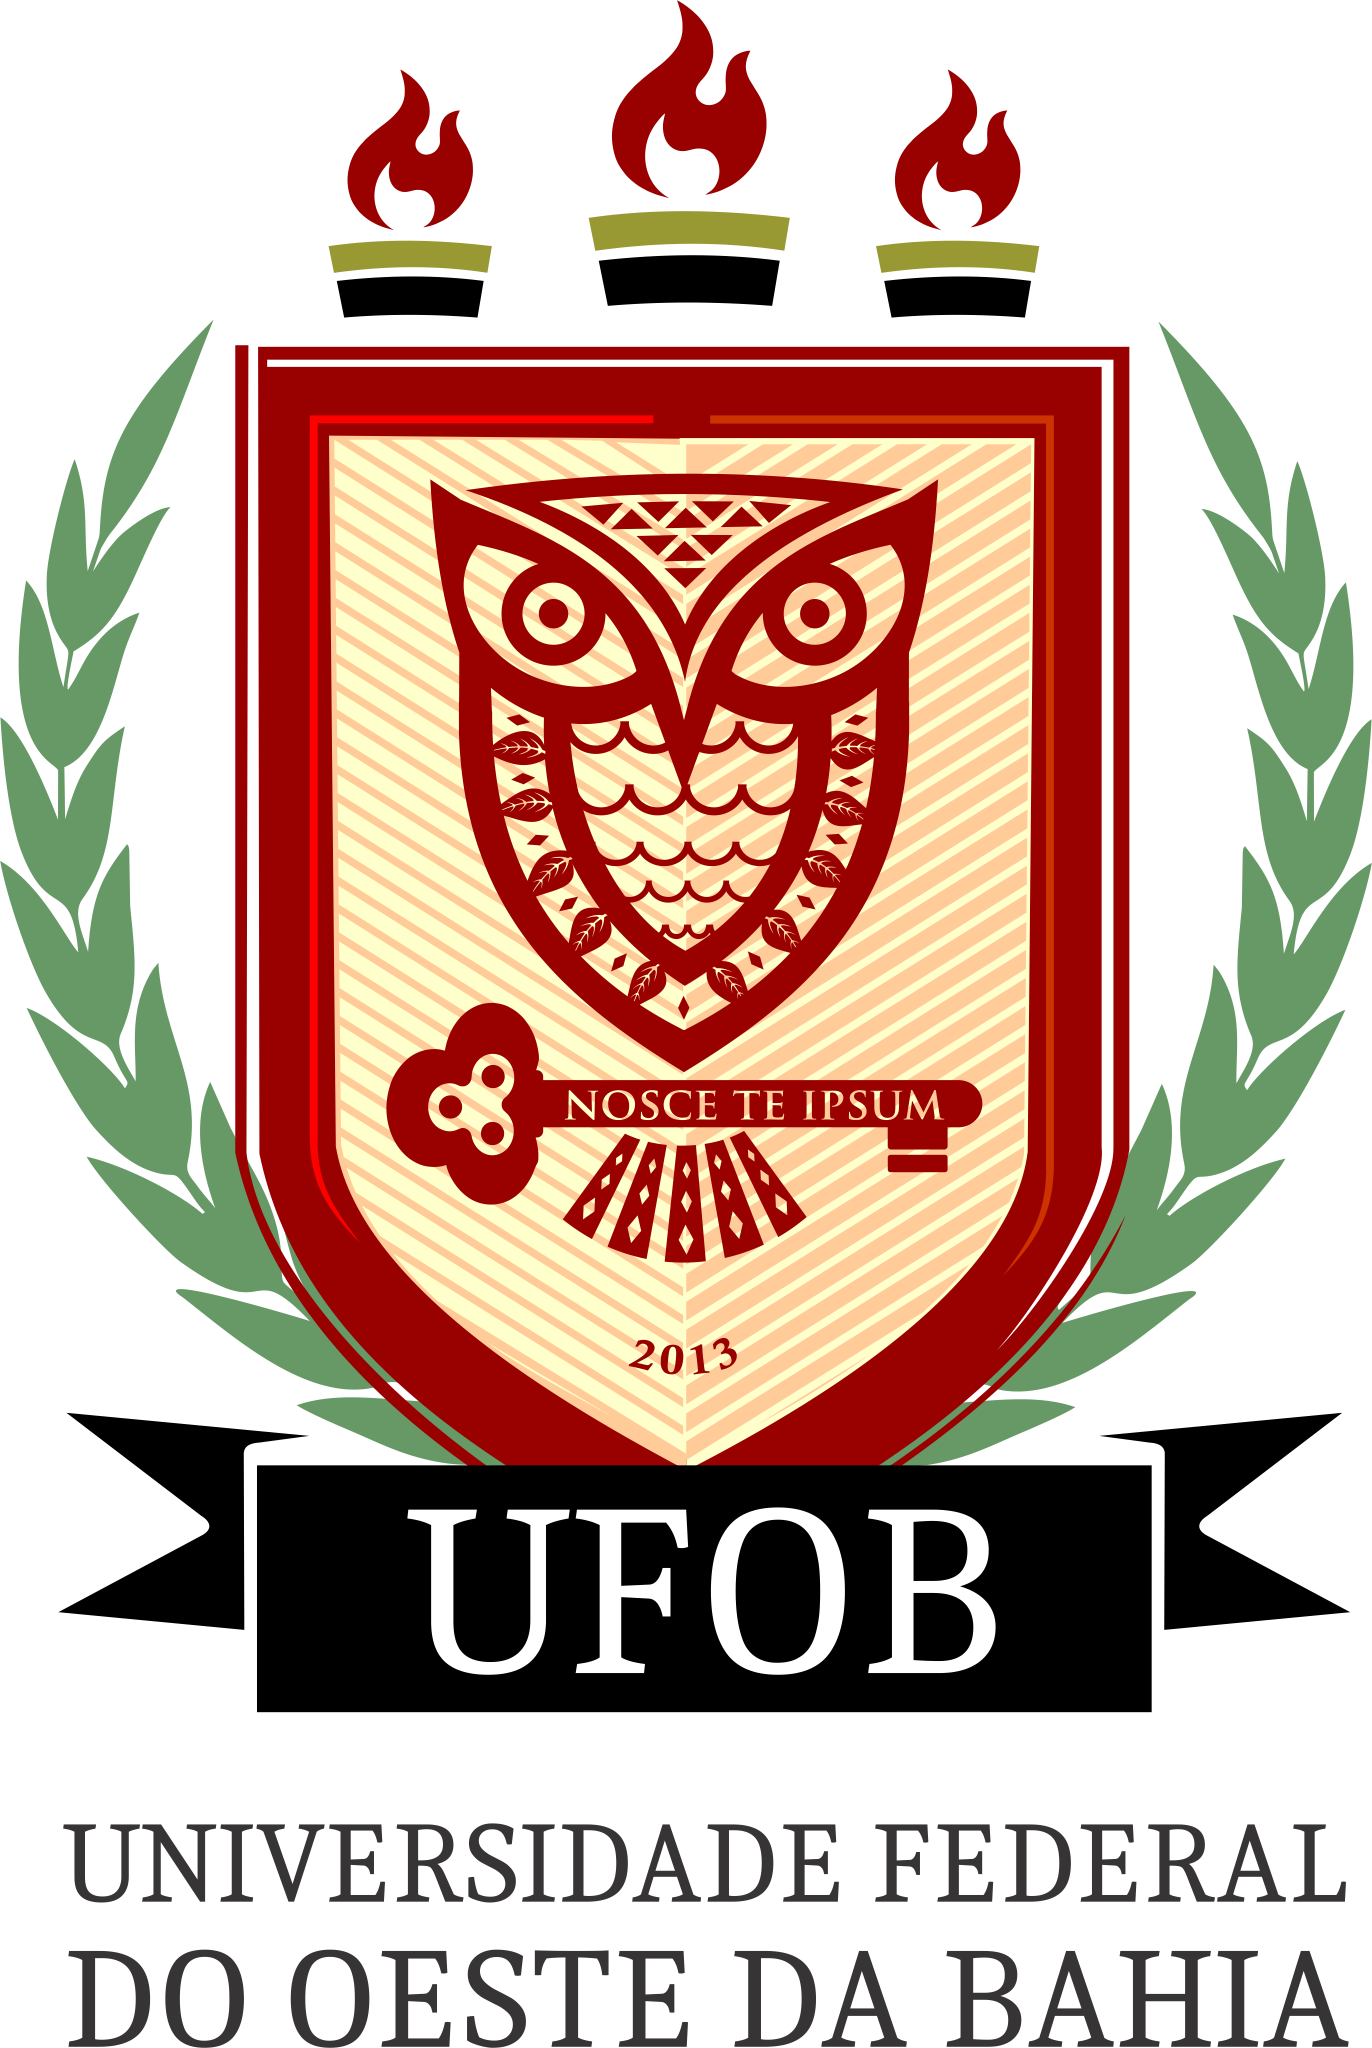 NOSCE TE IPSUM
2013
UFOB
UNIVERSIDADE FEDERAL
DO OESTE DA BAHIA